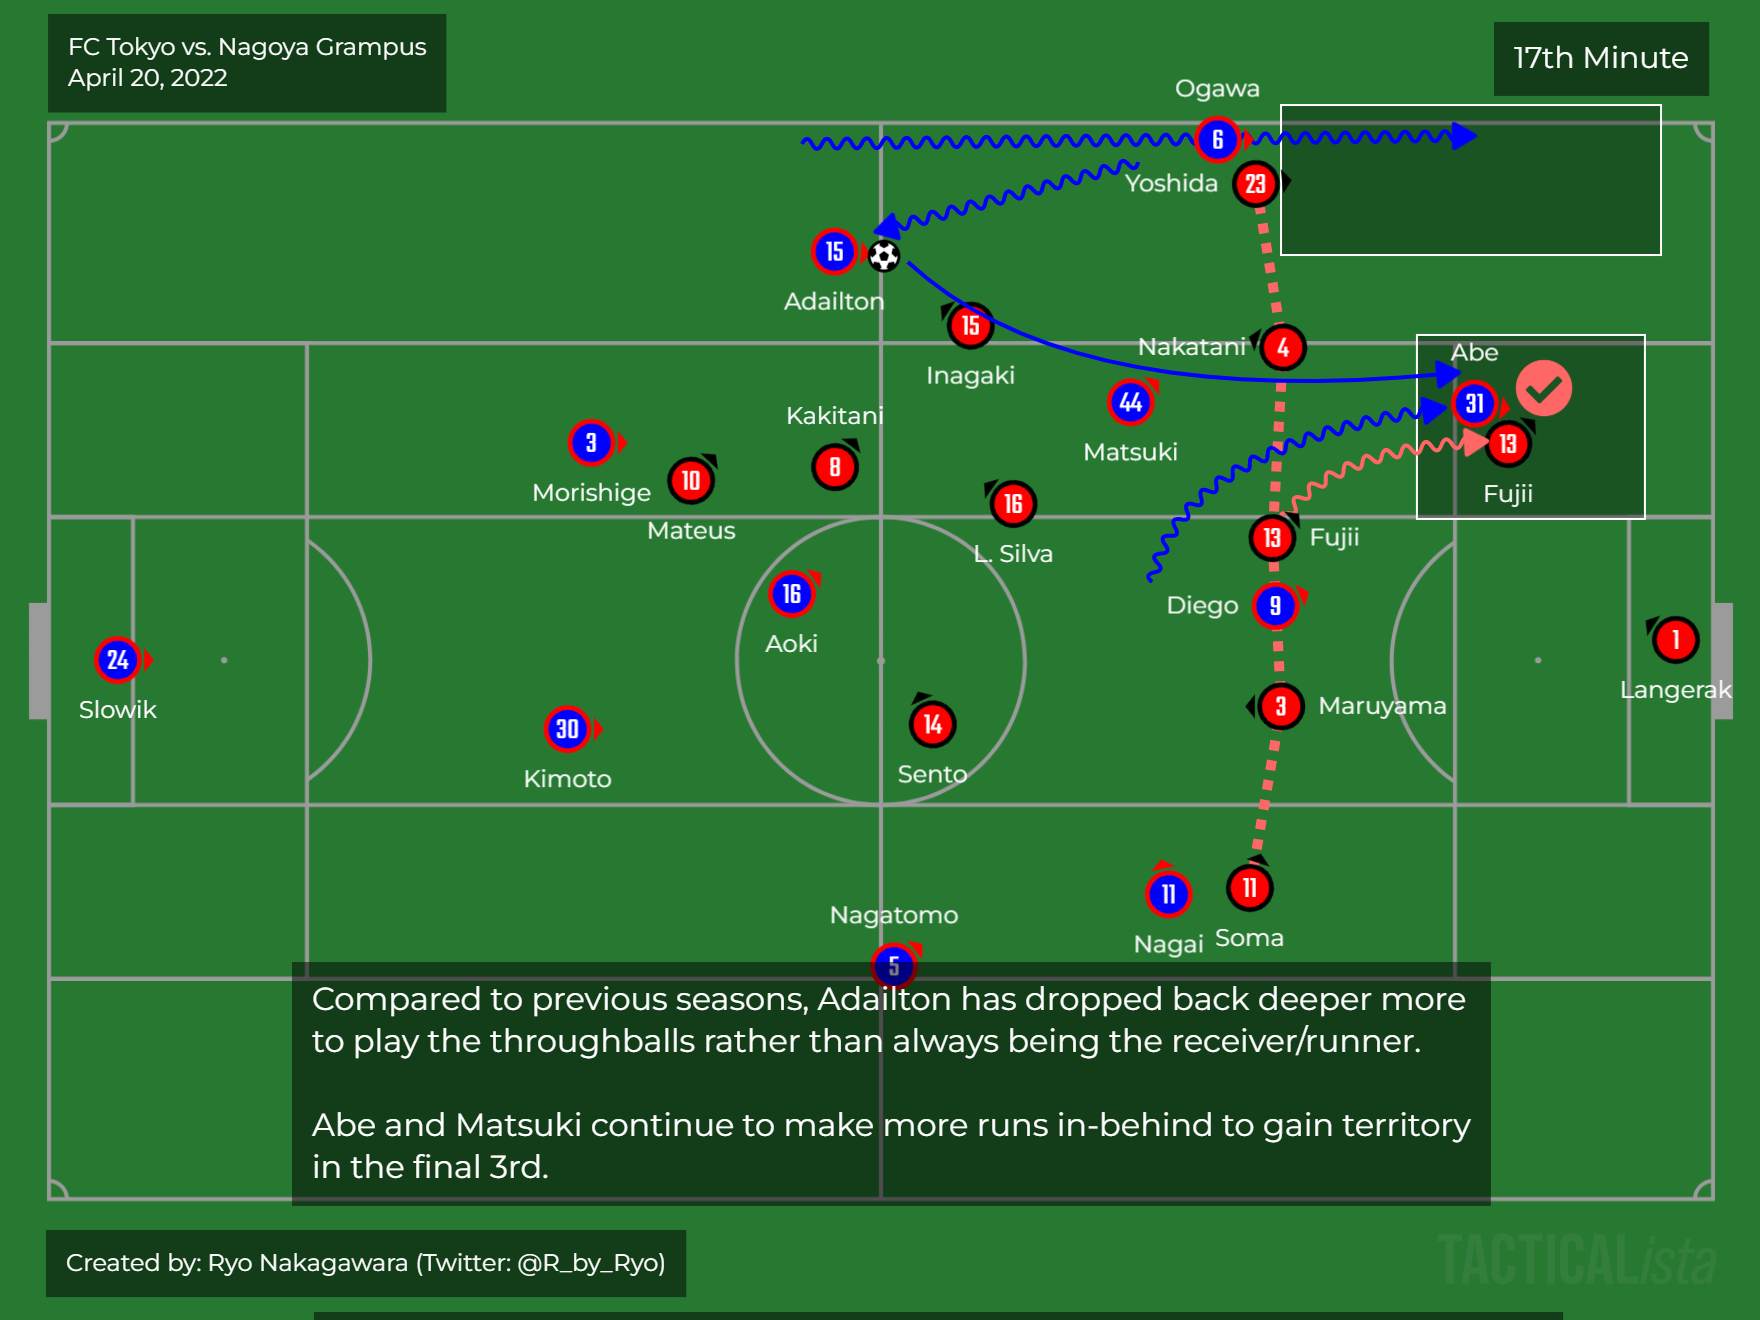 FC Tokyo vs. Nagoya Grampus
April 20, 2022
17th Minute
Ogawa
6
Yoshida
23
15
Adailton
15
Inagaki
Nakatani
4
Abe
31
44
Matsuki
Kakitani
8
3
Morishige
10
Mateus
13
Fujii
16
L. Silva
13
Fujii
16
Aoki
Diego
9
24
Slowik
1
Langerak
30
Kimoto
14
Sento
3
Maruyama
11
Nagai
11
Soma
Nagatomo
5
Compared to previous seasons, Adailton has dropped back deeper more
to play the throughballs rather than always being the receiver/runner.
Abe and Matsuki continue to make more runs in-behind to gain territory
in the final 3rd.
Created by: Ryo Nakagawara (Twitter: @R_by_Ryo)
TACTICALista